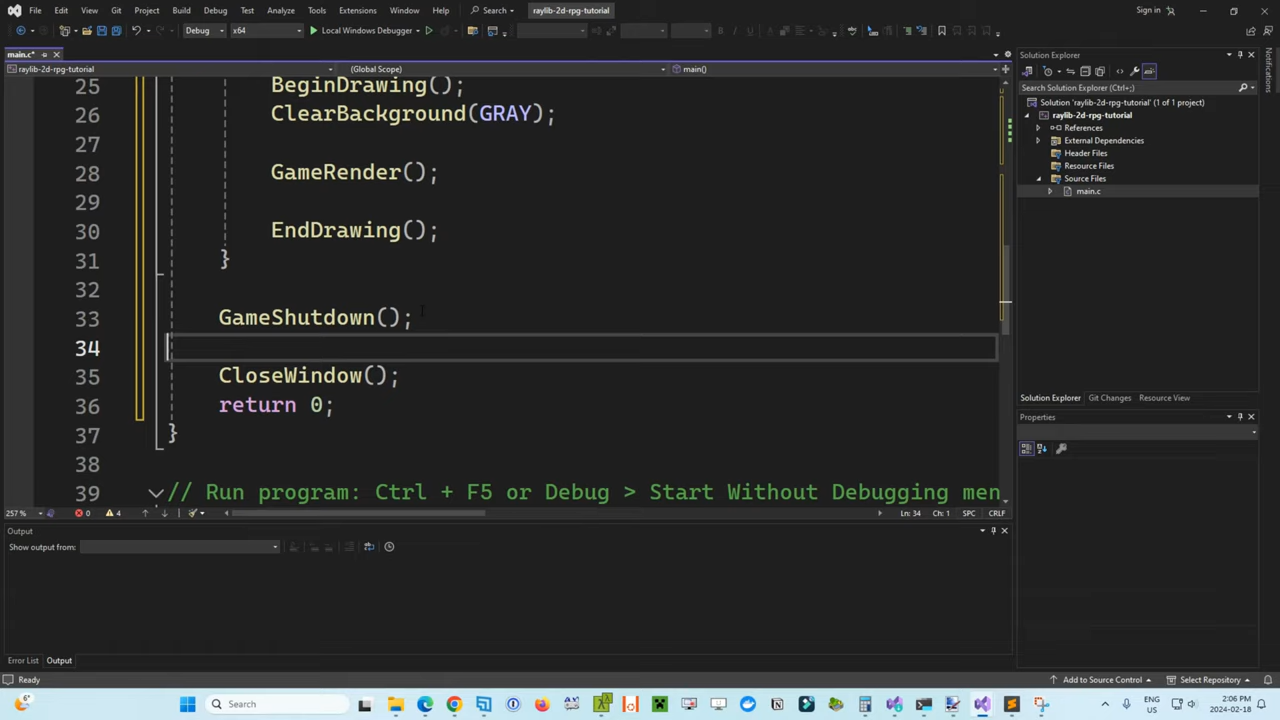 File Edit View Git Project Build Debug Test Analyze Tools Extensions Window Help Search raylib-2d-rpg-tutorial Sign in
Debug x64 Local Windows Debugger
main.c*
raylib-2d-rpg-tutorial (Global Scope) main()
25 BeginDrawing();
26 ClearBackground(GRAY);
27
28 GameRender();
29
30 EndDrawing();
31 }
32
33 GameShutdown();
34
35 CloseWindow();
36 return 0;
37 }
38
39 // Run program: Ctrl + F5 or Debug > Start Without Debugging men
257 % 0 4 Ln: 34 Ch: 1 SPC CRLF
Output
Show output from:
Error List Output
Solution Explorer
Search Solution Explorer (Ctrl+;)
Solution 'raylib-2d-rpg-tutorial' (1 of 1 project)
raylib-2d-rpg-tutorial
References
External Dependencies
Header Files
Resource Files
Source Files
main.c
Solution Explorer Git Changes Resource View
Properties
Notifications
Ready Add to Source Control Select Repository
6° Search ENG US 2:06 PM 2024-02-18